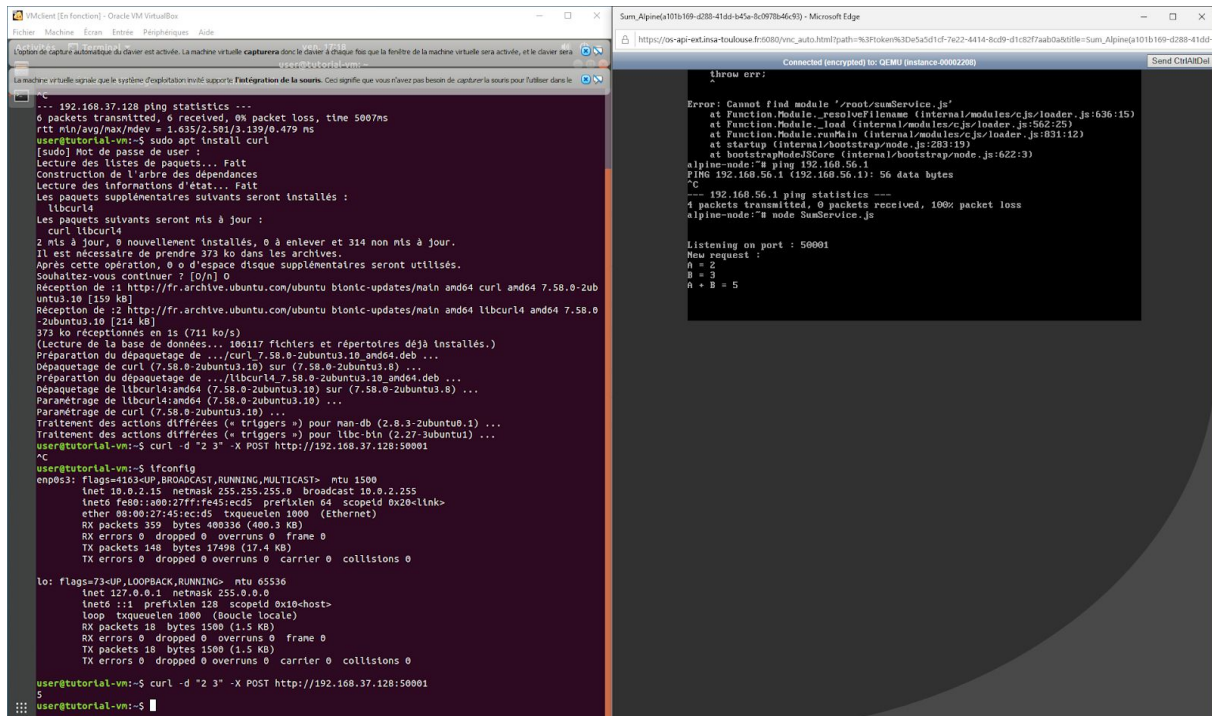 VMclient [En fonction] - Oracle VM VirtualBox
Fichier Machine Écran Entrée Périphériques Aide
L'option de capture automatique du clavier est activée. La machine virtuelle capturera donc le clavier à chaque fois que la fenêtre de la machine virtuelle sera activée, et le clavier sera
user@tutorial-vm: ~
La machine virtuelle signale que le système d'exploitation invité supporte l'intégration de la souris. Ceci signifie que vous n'avez pas besoin de capturer la souris pour l'utiliser dans le
^C
--- 192.168.37.128 ping statistics ---
6 packets transmitted, 6 received, 0% packet loss, time 5007ms
rtt min/avg/max/mdev = 1.635/2.501/3.139/0.479 ms
user@tutorial-vm:~$ sudo apt install curl
[sudo] Mot de passe de user :
Lecture des listes de paquets... Fait
Construction de l'arbre des dépendances
Lecture des informations d'état... Fait
Les paquets supplémentaires suivants seront installés :
libcurl4
Les paquets suivants seront mis à jour :
curl libcurl4
2 mis à jour, 0 nouvellement installés, 0 à enlever et 314 non mis à jour.
Il est nécessaire de prendre 373 ko dans les archives.
Après cette opération, 0 o d'espace disque supplémentaires seront utilisés.
Souhaitez-vous continuer ? [O/n] O
Réception de :1 http://fr.archive.ubuntu.com/ubuntu bionic-updates/main amd64 curl amd64 7.58.0-2ub
untu3.10 [159 kB]
Réception de :2 http://fr.archive.ubuntu.com/ubuntu bionic-updates/main amd64 libcurl4 amd64 7.58.0
-2ubuntu3.10 [214 kB]
373 ko réceptionnés en 1s (711 ko/s)
(Lecture de la base de données... 106117 fichiers et répertoires déjà installés.)
Préparation du dépaquetage de .../curl_7.58.0-2ubuntu3.10_amd64.deb ...
Dépaquetage de curl (7.58.0-2ubuntu3.10) sur (7.58.0-2ubuntu3.8) ...
Préparation du dépaquetage de .../libcurl4_7.58.0-2ubuntu3.10_amd64.deb ...
Dépaquetage de libcurl4:amd64 (7.58.0-2ubuntu3.10) sur (7.58.0-2ubuntu3.8) ...
Paramétrage de libcurl4:amd64 (7.58.0-2ubuntu3.10) ...
Paramétrage de curl (7.58.0-2ubuntu3.10) ...
Traitement des actions différées (« triggers ») pour man-db (2.8.3-2ubuntu0.1) ...
Traitement des actions différées (« triggers ») pour libc-bin (2.27-3ubuntu1) ...
user@tutorial-vm:~$ curl -d "2 3" -X POST http://192.168.37.128:50001
^C
user@tutorial-vm:~$ ifconfig
enp0s3: flags=4163<UP,BROADCAST,RUNNING,MULTICAST> mtu 1500
inet 10.0.2.15 netmask 255.255.255.0 broadcast 10.0.2.255
inet6 fe80::a00:27ff:fe45:ecd5 prefixlen 64 scopeid 0x20<link>
ether 08:00:27:45:ec:d5 txqueuelen 1000 (Ethernet)
RX packets 359 bytes 400336 (400.3 KB)
RX errors 0 dropped 0 overruns 0 frame 0
TX packets 148 bytes 17498 (17.4 KB)
TX errors 0 dropped 0 overruns 0 carrier 0 collisions 0
lo: flags=73<UP,LOOPBACK,RUNNING> mtu 65536
inet 127.0.0.1 netmask 255.0.0.0
inet6 ::1 prefixlen 128 scopeid 0x10<host>
loop txqueuelen 1000 (Boucle locale)
RX packets 18 bytes 1500 (1.5 KB)
RX errors 0 dropped 0 overruns 0 frame 0
TX packets 18 bytes 1500 (1.5 KB)
TX errors 0 dropped 0 overruns 0 carrier 0 collisions 0
user@tutorial-vm:~$ curl -d "2 3" -X POST http://192.168.37.128:50001
5
user@tutorial-vm:~$
Sum_Alpine(a101b169-d288-41dd-b45a-8c0978b46c93) - Microsoft Edge
https://os-api-ext.insa-toulouse.fr:6080/vnc_auto.html?path=%3Ftoken%3De5a5d1cf-7e22-4414-8cd9-d1c82f7aab0a&title=Sum_Alpine(a101b169-d288-41dd-
Connected (encrypted) to: QEMU (instance-00002208)
Send CtrlAltDel
throw err;
^
Error: Cannot find module '/root/sumService.js'
at Function.Module._resolveFilename (internal/modules/cjs/loader.js:636:15)
at Function.Module._load (internal/modules/cjs/loader.js:562:25)
at Function.Module.runMain (internal/modules/cjs/loader.js:831:12)
at startup (internal/bootstrap/node.js:283:19)
at bootstrapNodeJSCore (internal/bootstrap/node.js:622:3)
alpine-node:~# ping 192.168.56.1
PING 192.168.56.1 (192.168.56.1): 56 data bytes
^C
--- 192.168.56.1 ping statistics ---
4 packets transmitted, 0 packets received, 100% packet loss
alpine-node:~# node SumService.js
Listening on port : 50001
New request :
A = 2
B = 3
A + B = 5